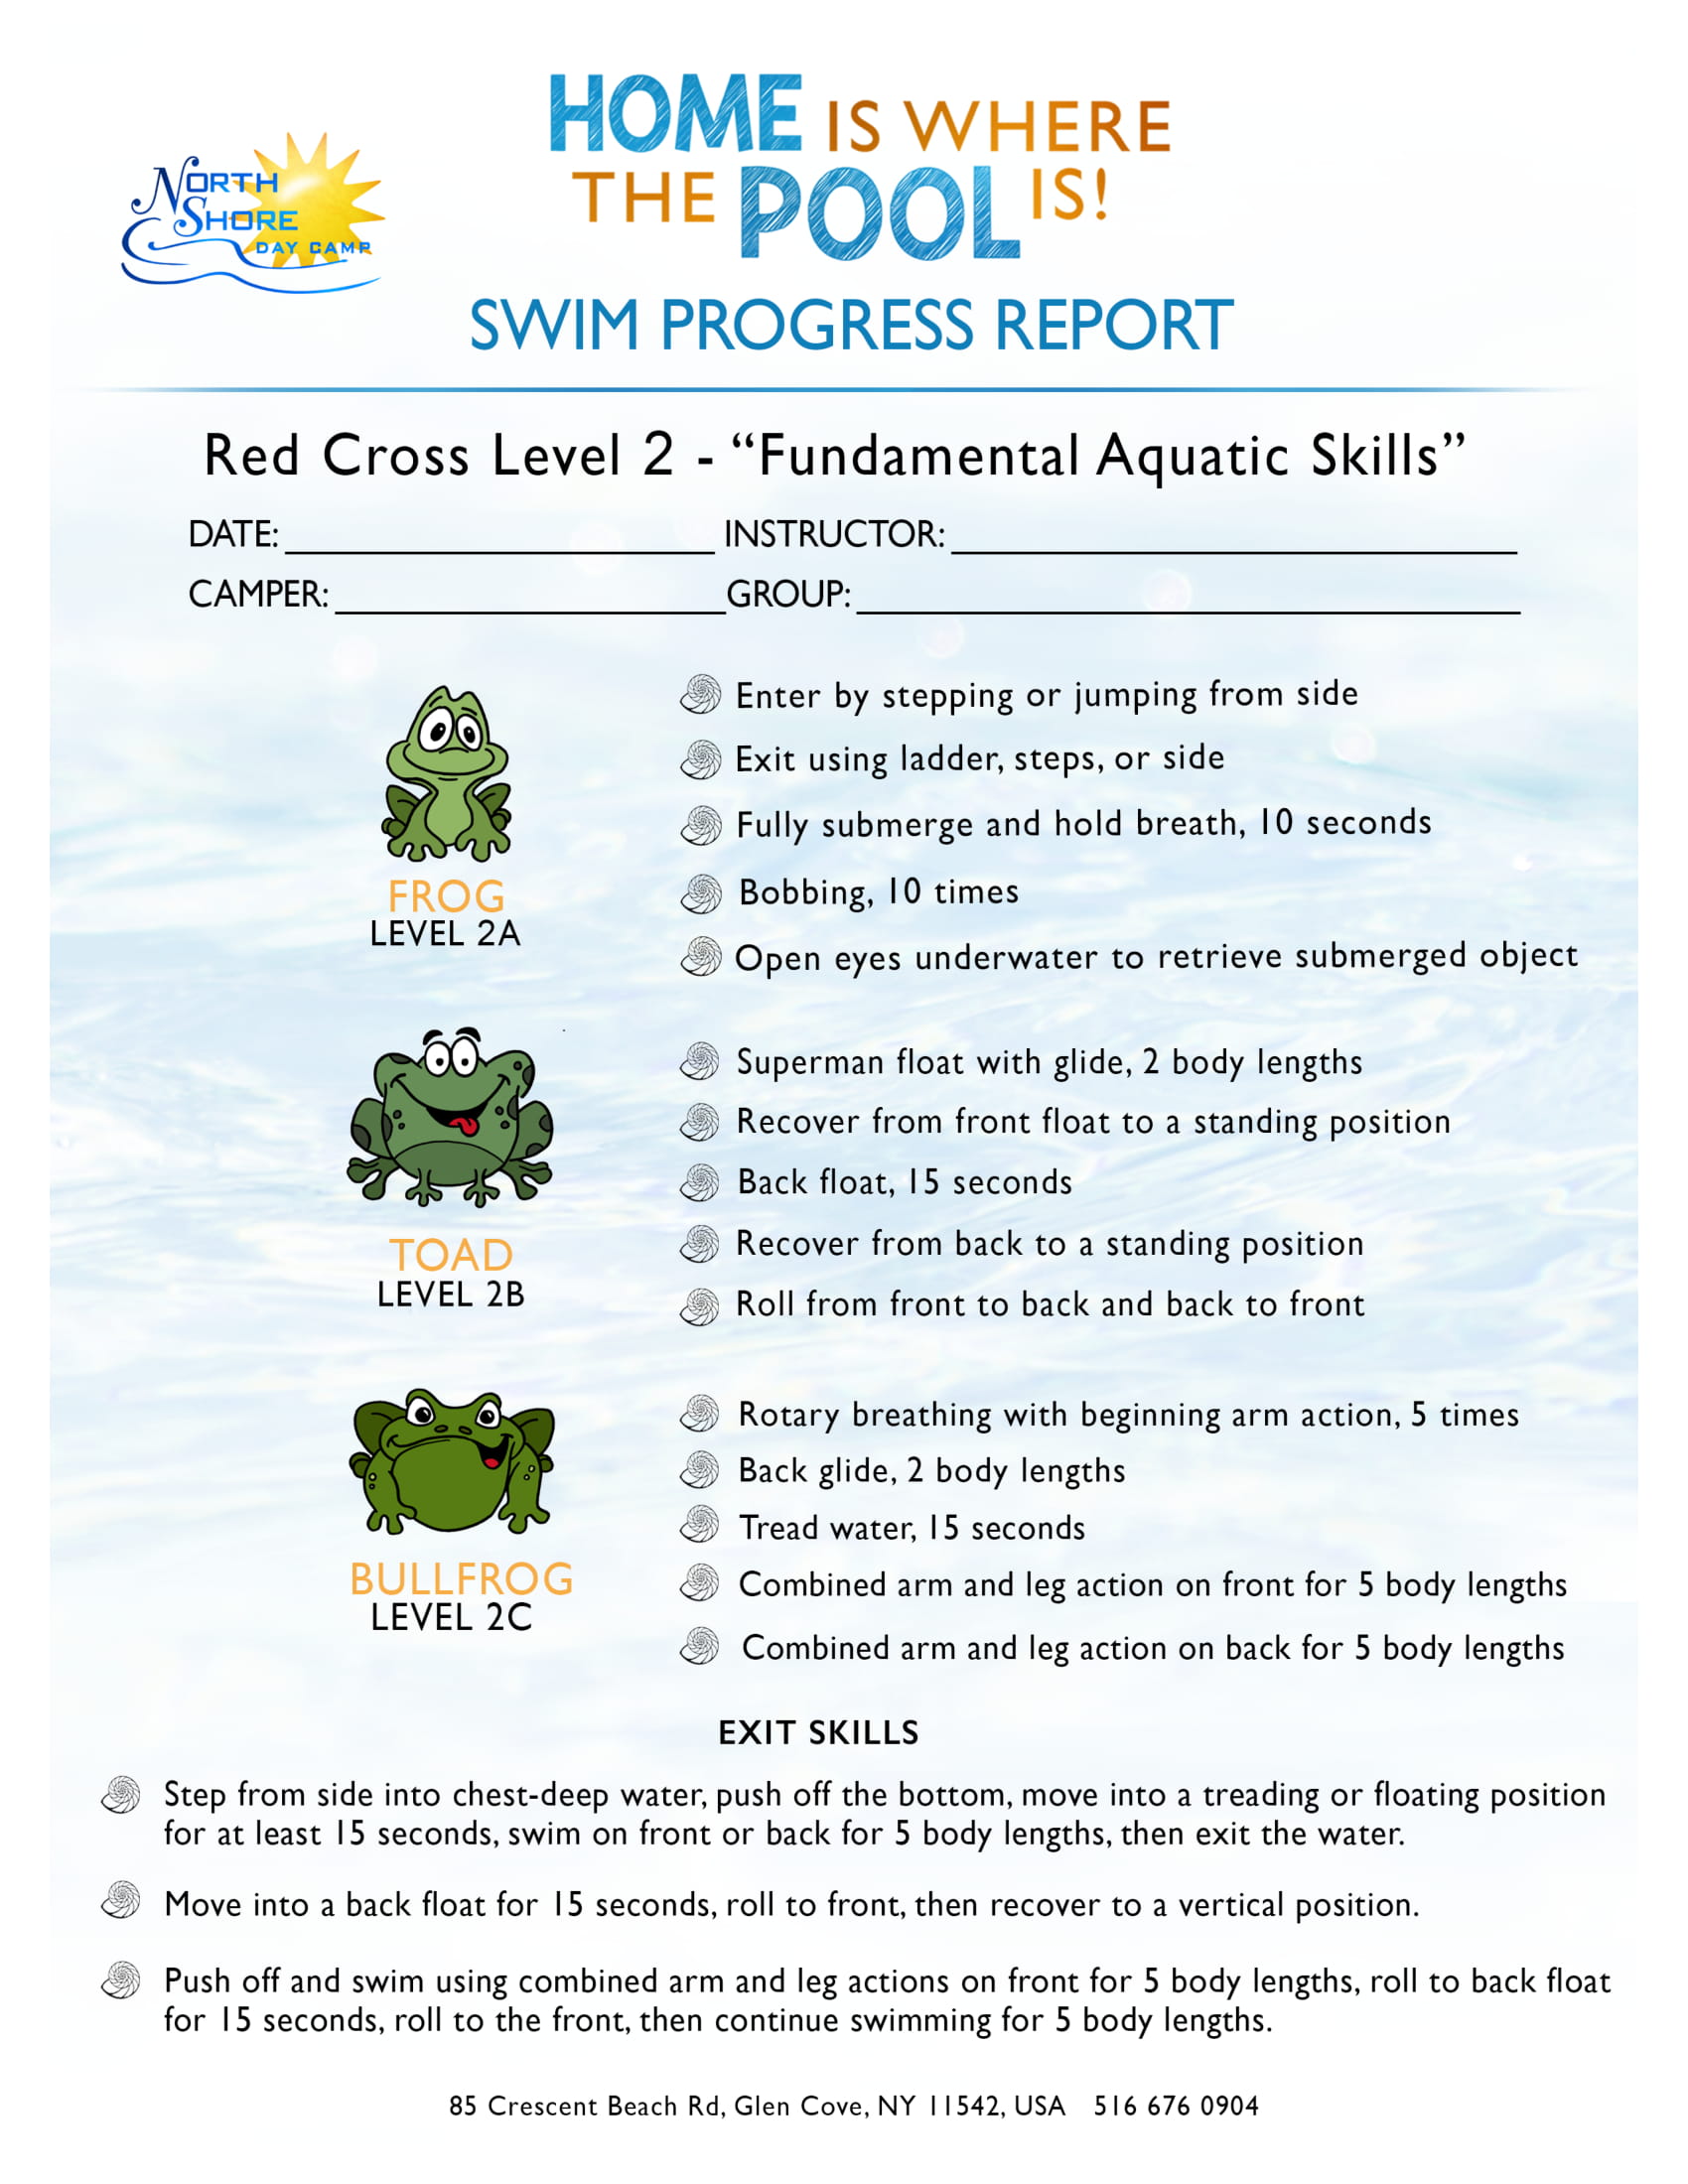 NORTH
SHORE
DAY CAMP
HOME IS WHERE
THE POOL IS!
SWIM PROGRESS REPORT
Red Cross Level 2 - “Fundamental Aquatic Skills”
DATE: INSTRUCTOR:
CAMPER: GROUP:
FROG
LEVEL 2A
Enter by stepping or jumping from side
Exit using ladder, steps, or side
Fully submerge and hold breath, 10 seconds
Bobbing, 10 times
Open eyes underwater to retrieve submerged object
TOAD
LEVEL 2B
Superman float with glide, 2 body lengths
Recover from front float to a standing position
Back float, 15 seconds
Recover from back to a standing position
Roll from front to back and back to front
BULLFROG
LEVEL 2C
Rotary breathing with beginning arm action, 5 times
Back glide, 2 body lengths
Tread water, 15 seconds
Combined arm and leg action on front for 5 body lengths
Combined arm and leg action on back for 5 body lengths
EXIT SKILLS
Step from side into chest-deep water, push off the bottom, move into a treading or floating position
for at least 15 seconds, swim on front or back for 5 body lengths, then exit the water.
Move into a back float for 15 seconds, roll to front, then recover to a vertical position.
Push off and swim using combined arm and leg actions on front for 5 body lengths, roll to back float
for 15 seconds, roll to the front, then continue swimming for 5 body lengths.
85 Crescent Beach Rd, Glen Cove, NY 11542, USA 516 676 0904